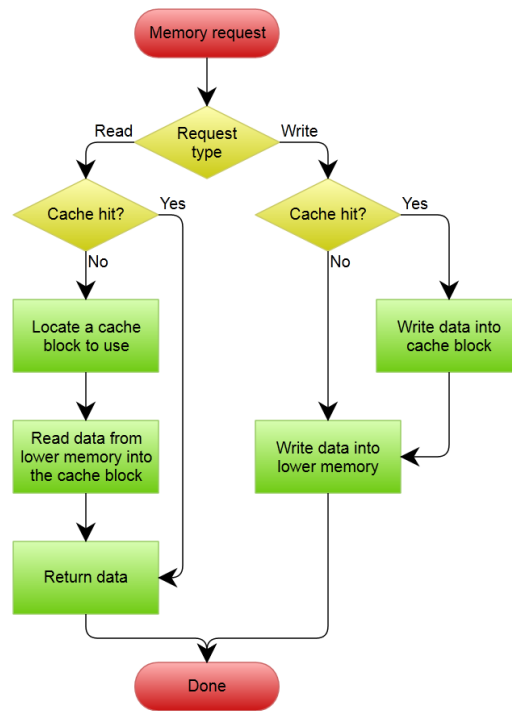 Memory request
Read
Request
type
Write
Cache hit?
Yes
Cache hit?
Yes
No
No
Locate a cache
block to use
Write data into
cache block
Read data from
lower memory into
the cache block
Write data into
lower memory
Return data
Done